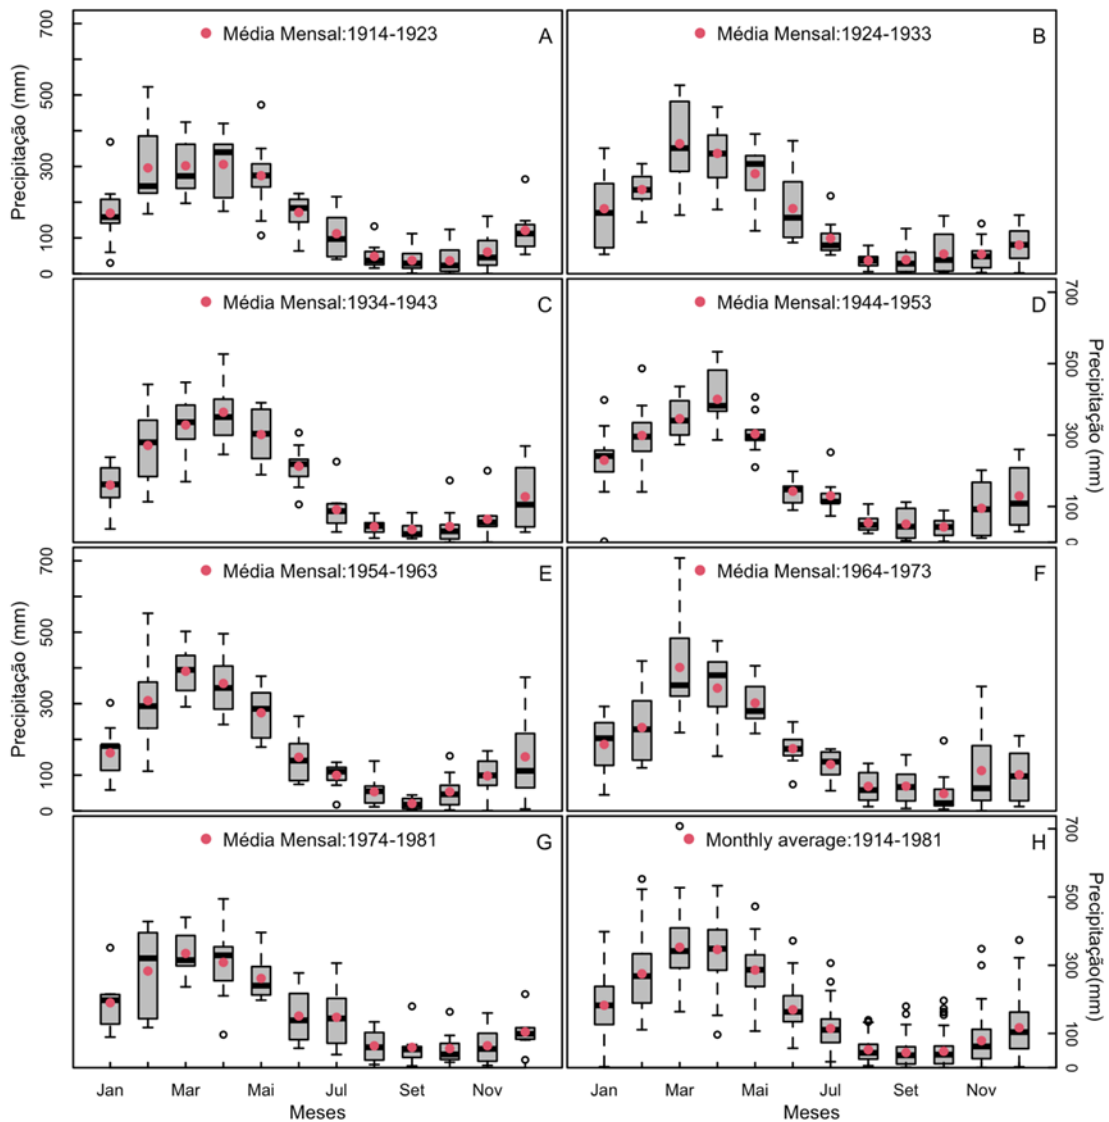 Média Mensal:1914-1923 A
Média Mensal:1924-1933 B
Precipitação (mm)
700
500
300
100
0
Média Mensal:1934-1943 C
Média Mensal:1944-1953 D
700
500
300
100
0
Precipitação (mm)
Média Mensal:1954-1963 E
Média Mensal:1964-1973 F
Precipitação (mm)
700
500
300
100
0
Média Mensal:1974-1981 G
Monthly average:1914-1981 H
700
500
300
100
0
Precipitação(mm)
Jan Mar Mai Jul Set Nov
Jan Mar Mai Jul Set Nov
Meses
Meses